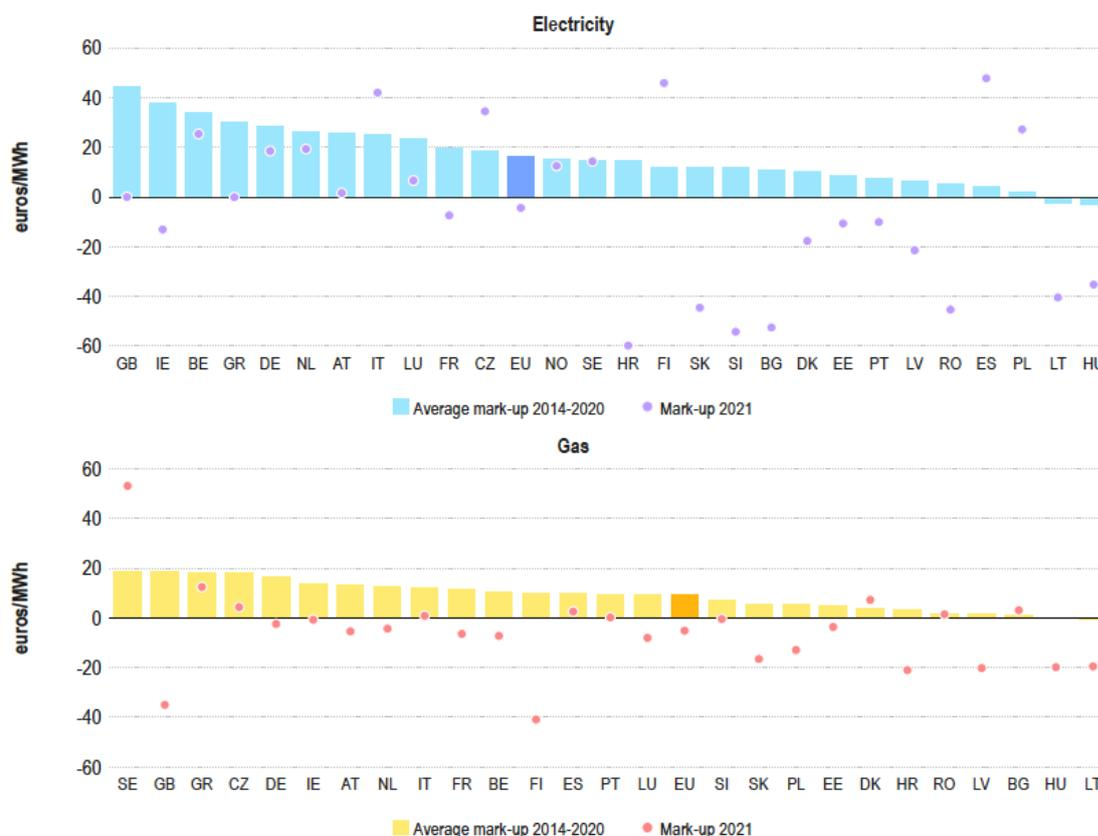 Electricity
60
40
20
0
-20
-40
-60
euros/MWh
GB IE BE GR DE NL AT IT LU FR CZ EU NO SE HR FI SK SI BG DK EE PT LV RO ES PL LT HU
Average mark-up 2014-2020 Mark-up 2021
Gas
60
40
20
0
-20
-40
-60
euros/MWh
SE GB GR CZ DE IE AT NL IT FR BE FI ES PT LU EU SI SK PL EE DK HR RO LV BG HU LT
Average mark-up 2014-2020 Mark-up 2021